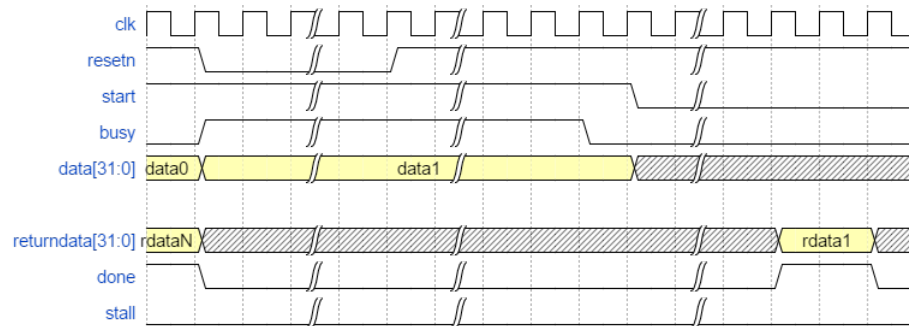 clk
resetn
start
busy
data[31:0] data0 data1
returndata[31:0] rdataN rdata1
done
stall